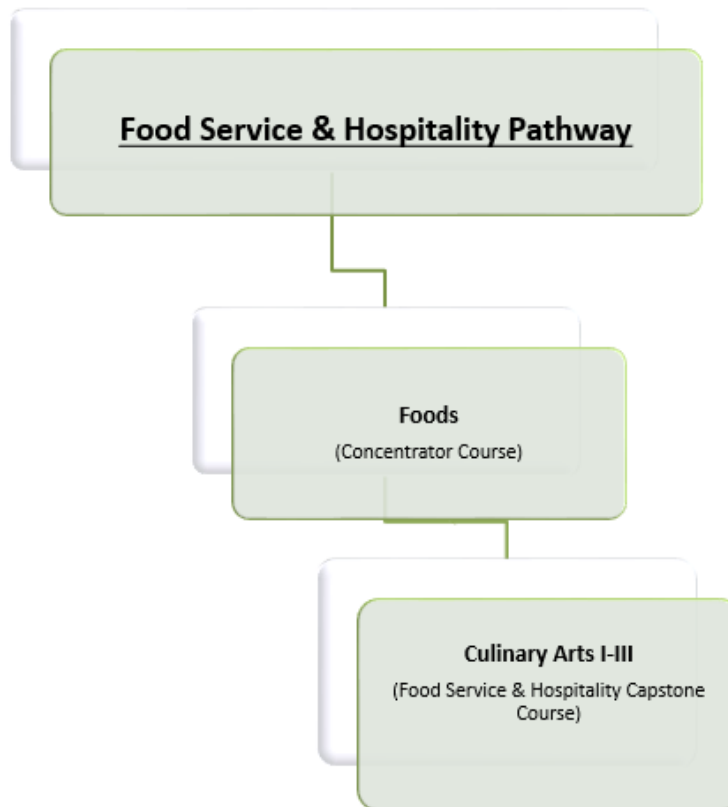 Food Service & Hospitality Pathway
Foods
(Concentrator Course)
Culinary Arts I-III
(Food Service & Hospitality Capstone
Course)